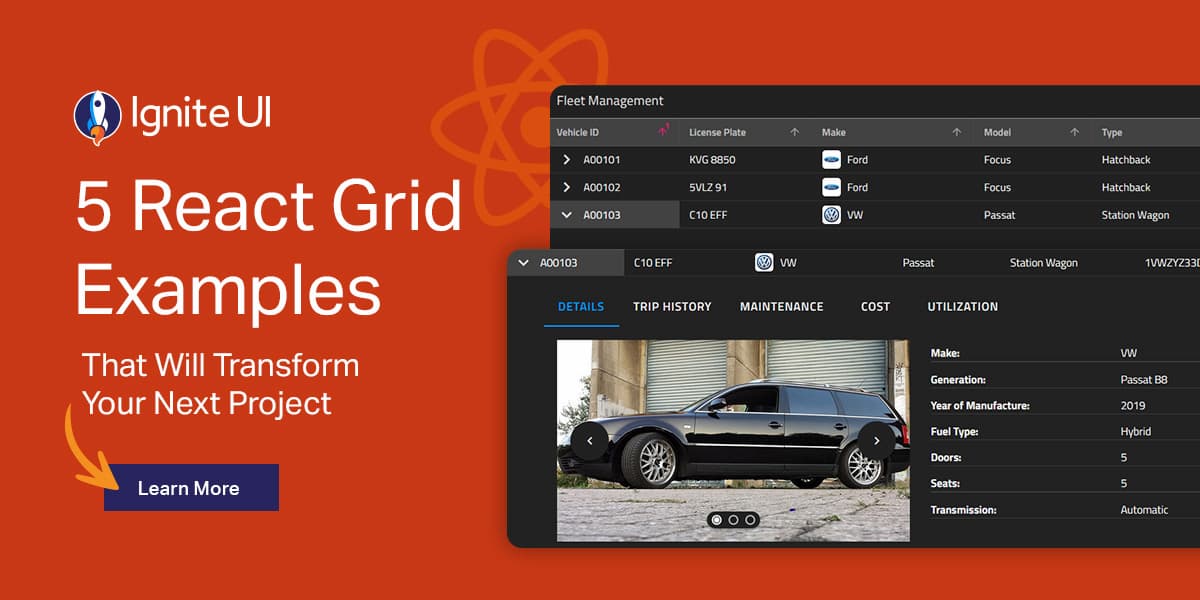 Ignite UI
5 React Grid
Examples
That Will Transform
Your Next Project
Learn More
Fleet Management
Vehicle ID License Plate Make Model Type
A00101 KVG 8850 Ford Focus Hatchback
A00102 5VLZ 91 Ford Focus Hatchback
A00103 C10 EFF VW Passat Station Wagon
A00103 C10 EFF VW Passat Station Wagon 1VWZYZ33D
DETAILS TRIP HISTORY MAINTENANCE COST UTILIZATION
Make: VW
Generation: Passat B8
Year of Manufacture: 2019
Fuel Type: Hybrid
Doors: 5
Seats: 5
Transmission: Automatic